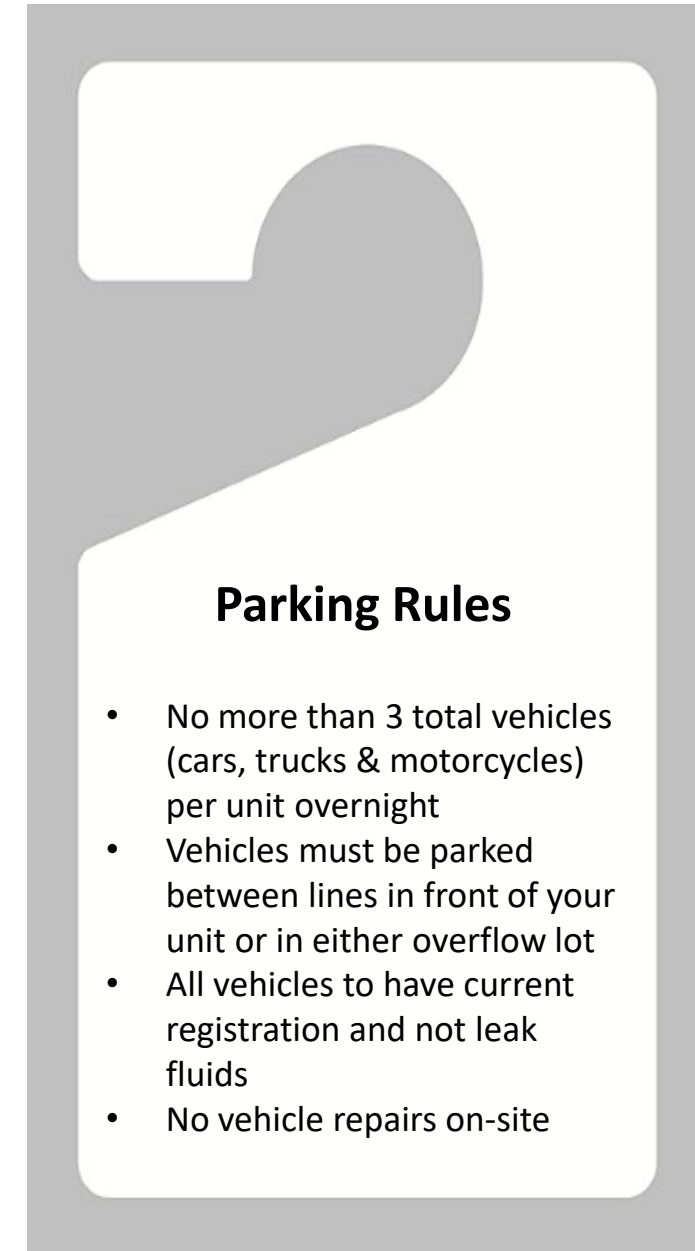 Parking Rules
• No more than 3 total vehicles
(cars, trucks & motorcycles)
per unit overnight
• Vehicles must be parked
between lines in front of your
unit or in either overflow lot
• All vehicles to have current
registration and not leak
fluids
• No vehicle repairs on-site